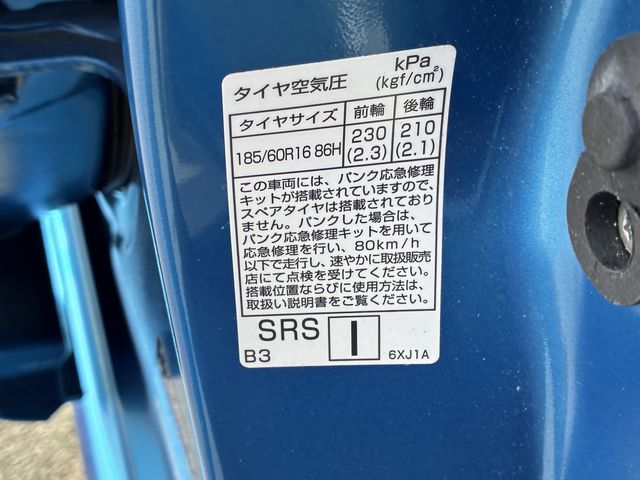 タイヤ空気圧 kPa
(kgf/cm²)
タイヤサイズ 前輪 後輪
185/60R16 86H 230 210
(2.3) (2.1)
この車両には、パンク応急修理
キットが搭載されていますので、
スペアタイヤは搭載されており
ません。パンクした場合は、
パンク応急修理キットを用いて
応急修理を行い、80km/h
以下で走行し、速やかに取扱販売
店にて点検を受けてください。
搭載位置ならびに使用方法は、
取扱い説明書をご覧ください。
SRS I
B3 6XJ1A